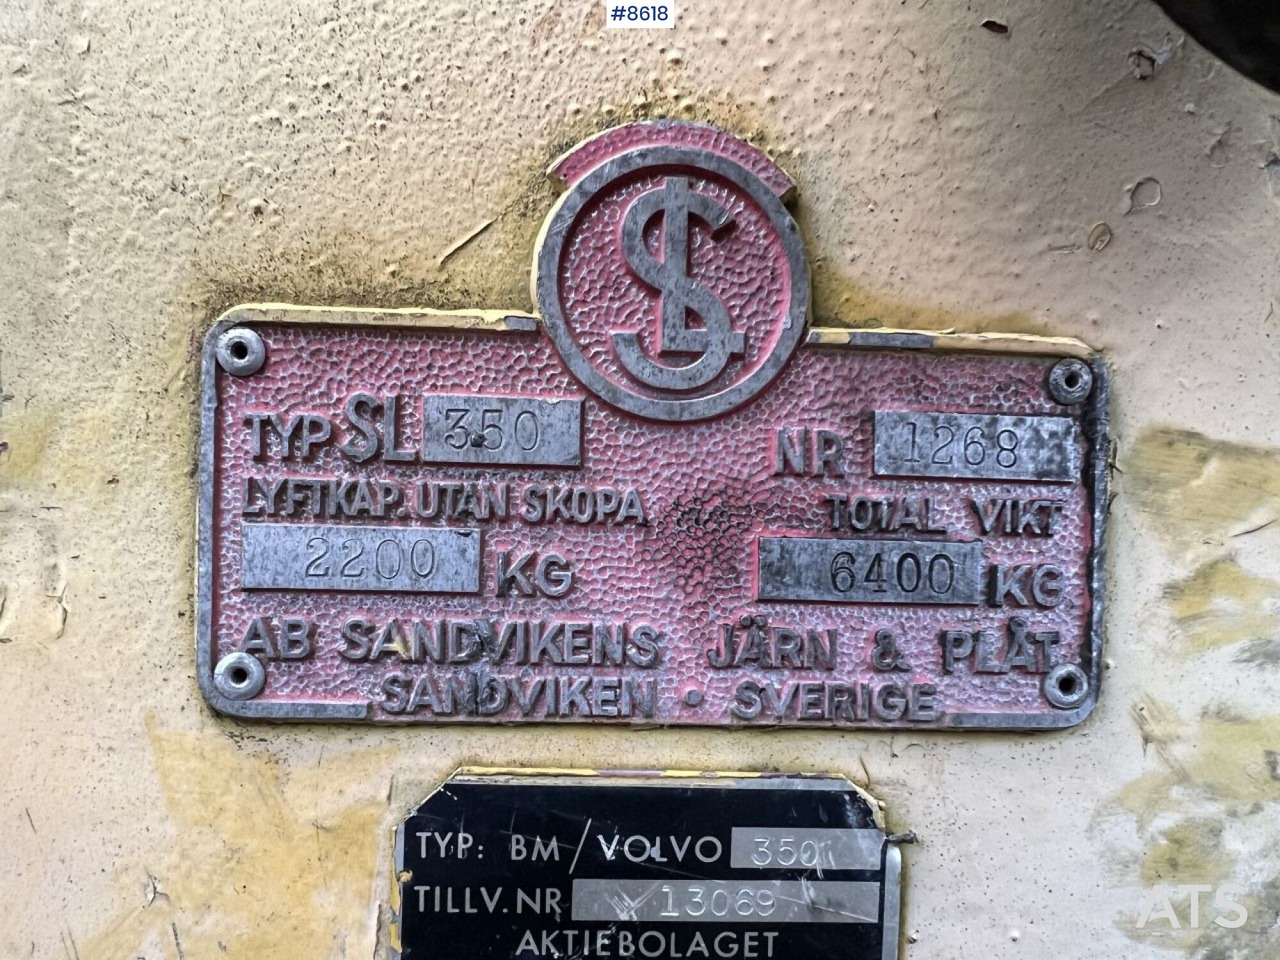 #8618
SL
TYP SL 350 NR 1268
LYFTKAP. UTAN SKOPA TOTAL VIKT
2200 KG 6400 KG
AB SANDVIKENS JÄRN & PLÅT
SANDVIKEN • SVERIGE
TYP: BM/VOLVO 350
TILLV. NR 13069
AKTIEBOLAGET
ATS